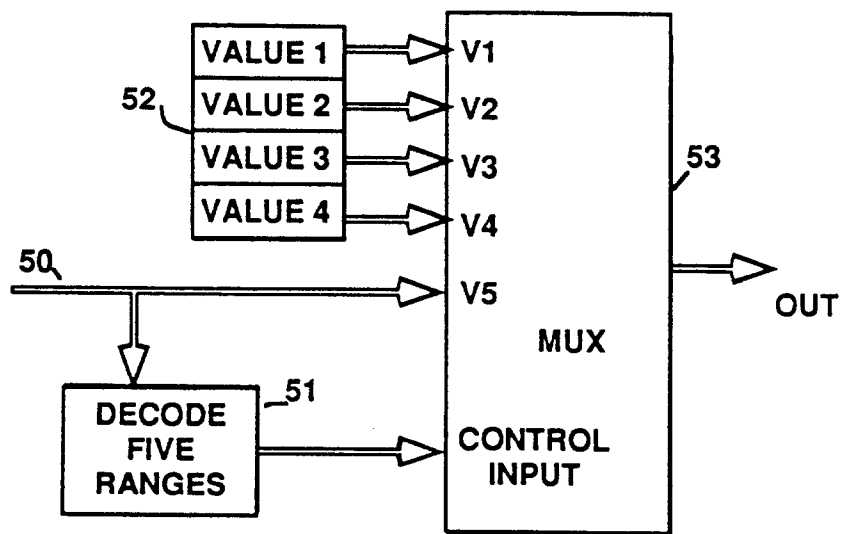 VALUE 1
VALUE 2
VALUE 3
VALUE 4
52
V1
V2
V3
V4
53
50
V5
OUT
MUX
51
DECODE
FIVE
RANGES
CONTROL
INPUT